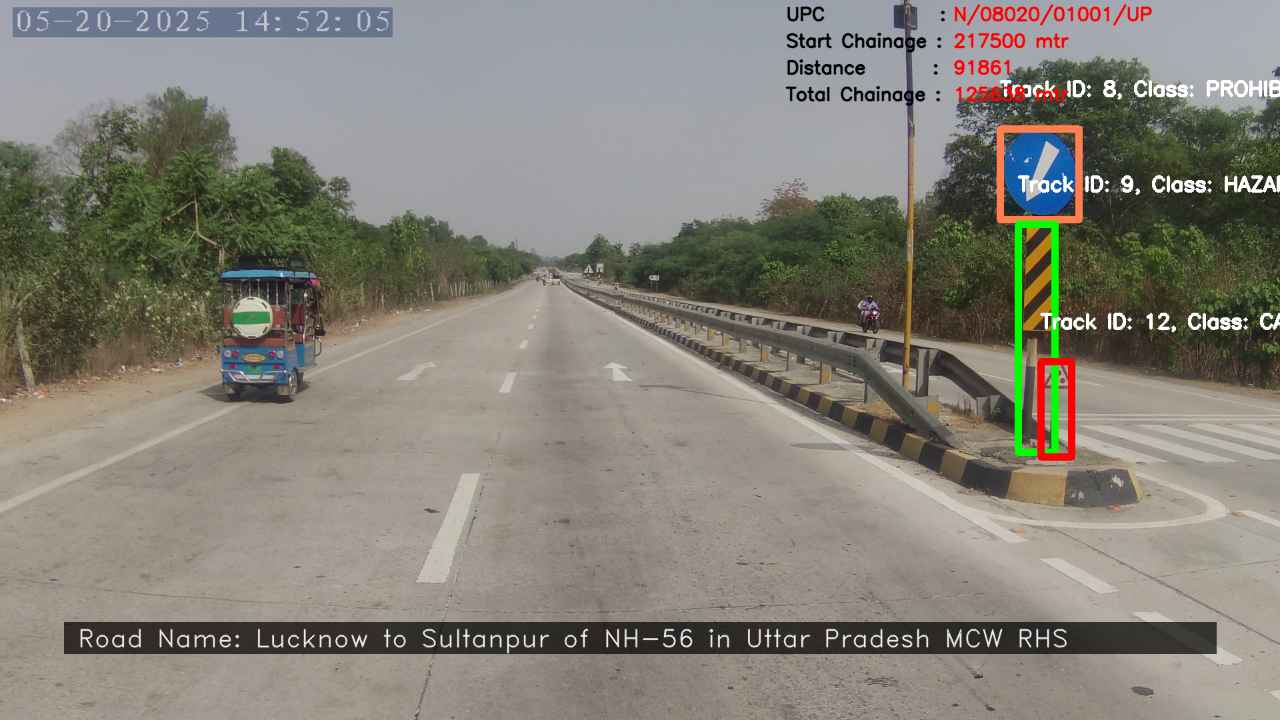 05-20-2025 14:52:05
UPC : N/08020/01001/UP
Start Chainage : 217500 mtr
Distance : 91861
Total Chainage : mtr
Track ID: 8, Class: PROHIB
Track ID: 9, Class: HAZAR
Track ID: 12, Class: CA
Road Name: Lucknow to Sultanpur of NH-56 in Uttar Pradesh MCW RHS